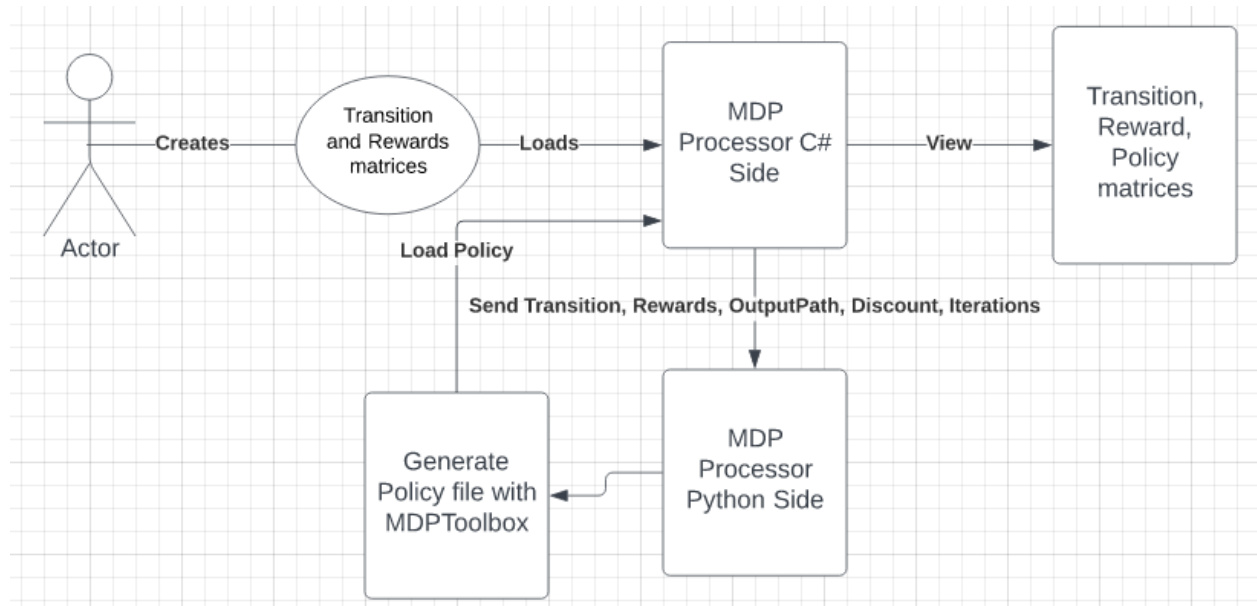 Creates
Actor
Transition
and Rewards
matrices
Loads
MDP
Processor C#
Side
View
Transition,
Reward,
Policy
matrices
Load Policy
Send Transition, Rewards, OutputPath, Discount, Iterations
Generate
Policy file with
MDPToolbox
MDP
Processor
Python Side